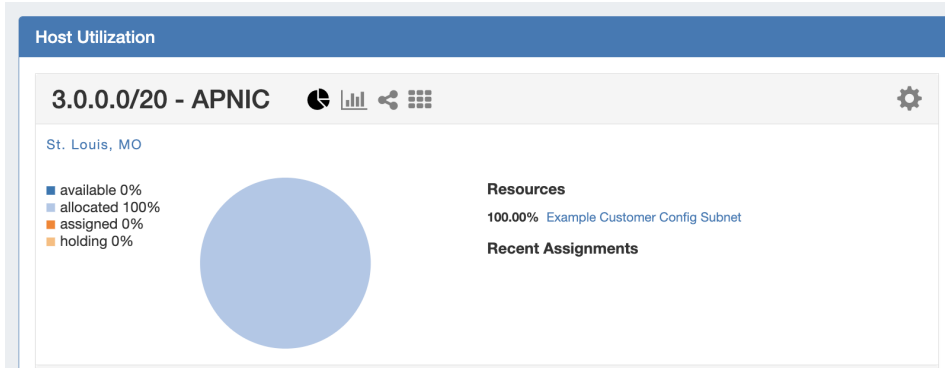 Host Utilization
3.0.0.0/20 - APNIC
St. Louis, MO
available 0%
allocated 100%
assigned 0%
holding 0%
Resources
100.00% Example Customer Config Subnet
Recent Assignments